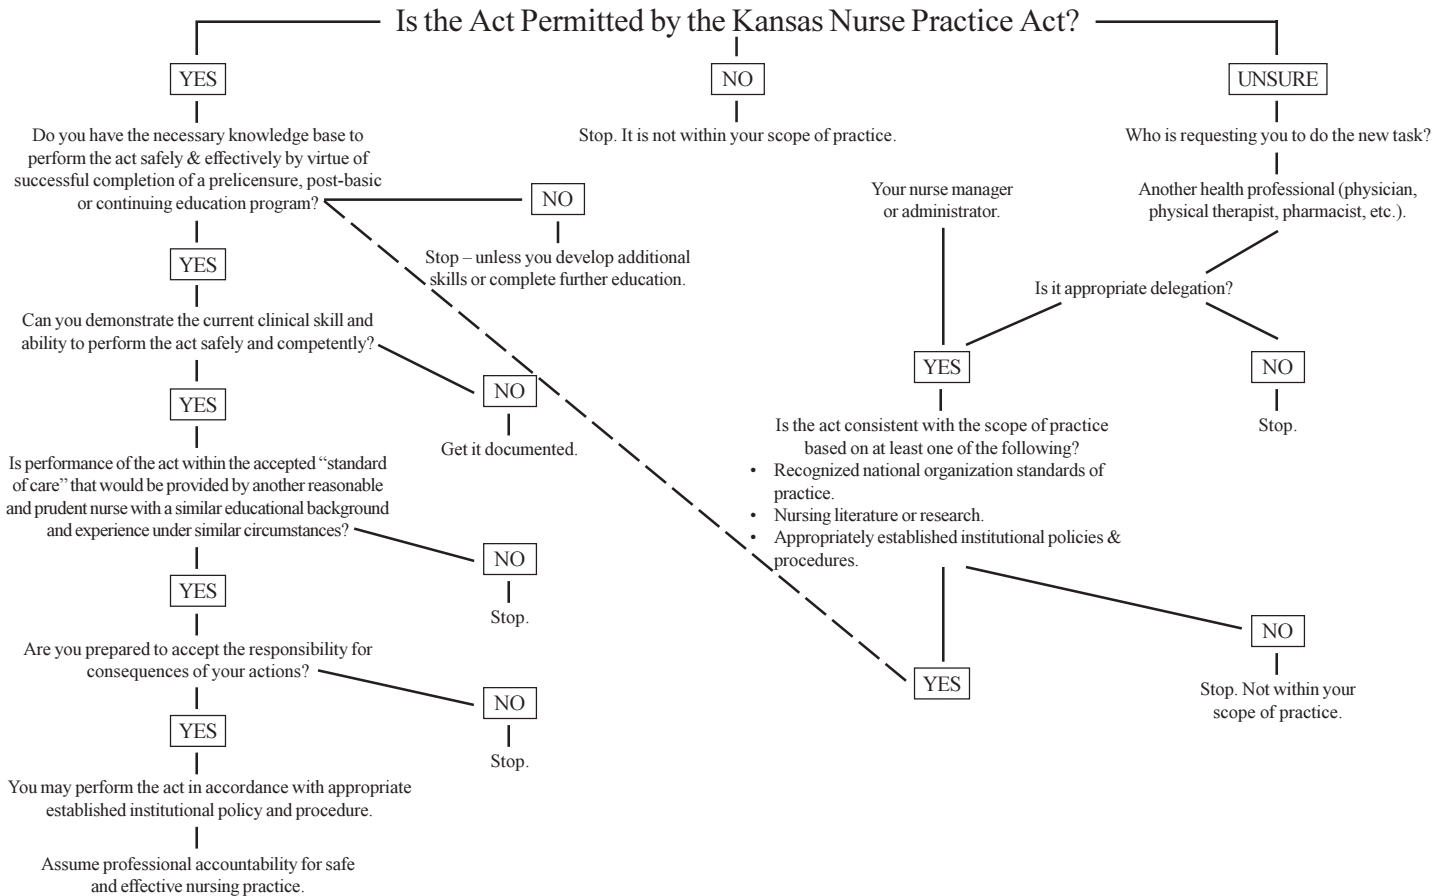 Is the Act Permitted by the Kansas Nurse Practice Act?
YES
NO
UNSURE
Do you have the necessary knowledge base to
perform the act safely & effectively by virtue of
successful completion of a prelicensure, post-basic
or continuing education program?
NO
Stop – unless you develop additional
skills or complete further education.
YES
Can you demonstrate the current clinical skill and
ability to perform the act safely and competently?
NO
Get it documented.
YES
Is performance of the act within the accepted “standard
of care” that would be provided by another reasonable
and prudent nurse with a similar educational background
and experience under similar circumstances?
NO
Stop.
YES
Are you prepared to accept the responsibility for
consequences of your actions?
NO
Stop.
YES
You may perform the act in accordance with appropriate
established institutional policy and procedure.
Assume professional accountability for safe
and effective nursing practice.
Stop. It is not within your scope of practice.
Who is requesting you to do the new task?
Your nurse manager
or administrator.
Another health professional (physician,
physical therapist, pharmacist, etc.).
Is it appropriate delegation?
YES
NO
Stop.
Is the act consistent with the scope of practice
based on at least one of the following?
• Recognized national organization standards of
practice.
• Nursing literature or research.
• Appropriately established institutional policies &
procedures.
YES
NO
Stop. Not within your
scope of practice.